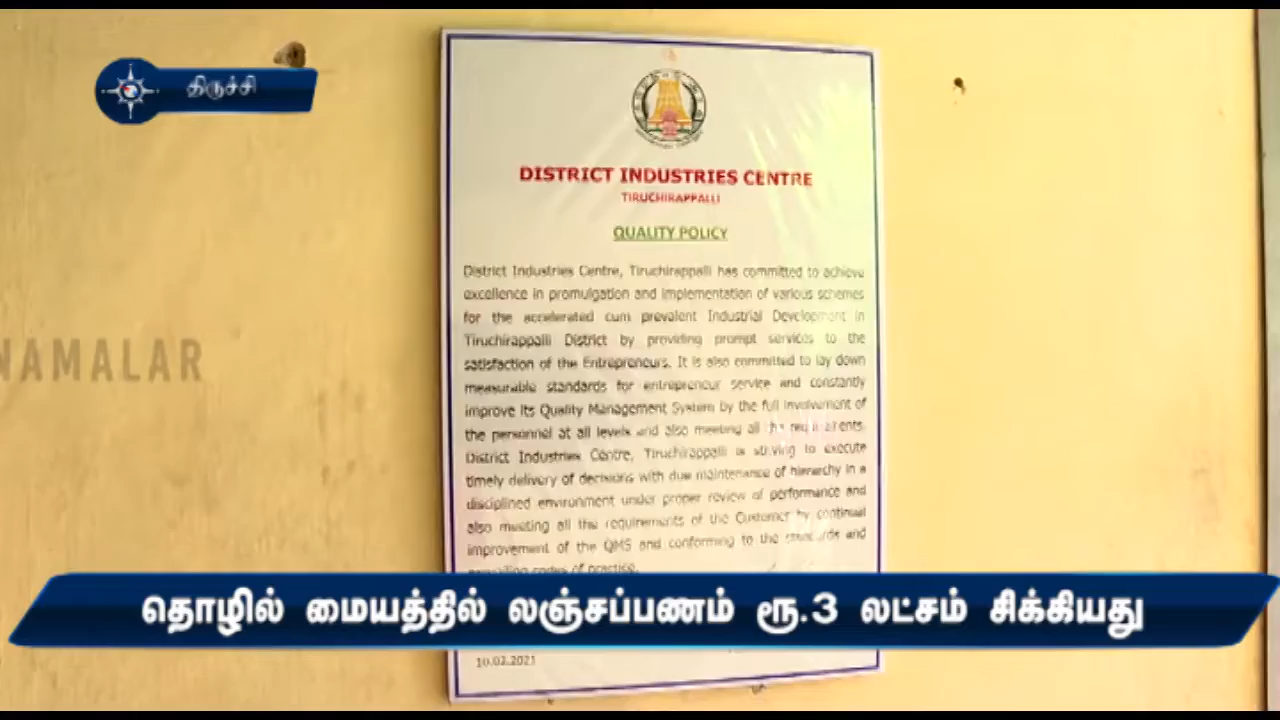 திருச்சி
DISTRICT INDUSTRIES CENTRE
TIRUCHIRAPPALLI
QUALITY POLICY
District Industries Centre, Tiruchirappalli has committed to achieve
excellence in promulgation and implementation of various schemes
for the accelerated cum prevalent Industrial Development in
Tiruchirappalli District by providing prompt services to the
satisfaction of the Entrepreneurs. It is also committed to lay down
measurable standards for entrepreneur service and constantly
improve its Quality Management System by the full involvement of
the personnel at all levels and also meeting all the requirements.
District Industries Centre, Tiruchirappalli is striving to execute
timely delivery of decisions with due maintenance of hierarchy in a
disciplined environment under proper review of performance and
also meeting all the requirements of the Customer by continual
improvement of the QMS and conforming to the standards and
codes of practice.
NAMALAR
தொழில் மையத்தில் லஞ்சப்பணம் ரூ.3 லட்சம் சிக்கியது
10.02.2021